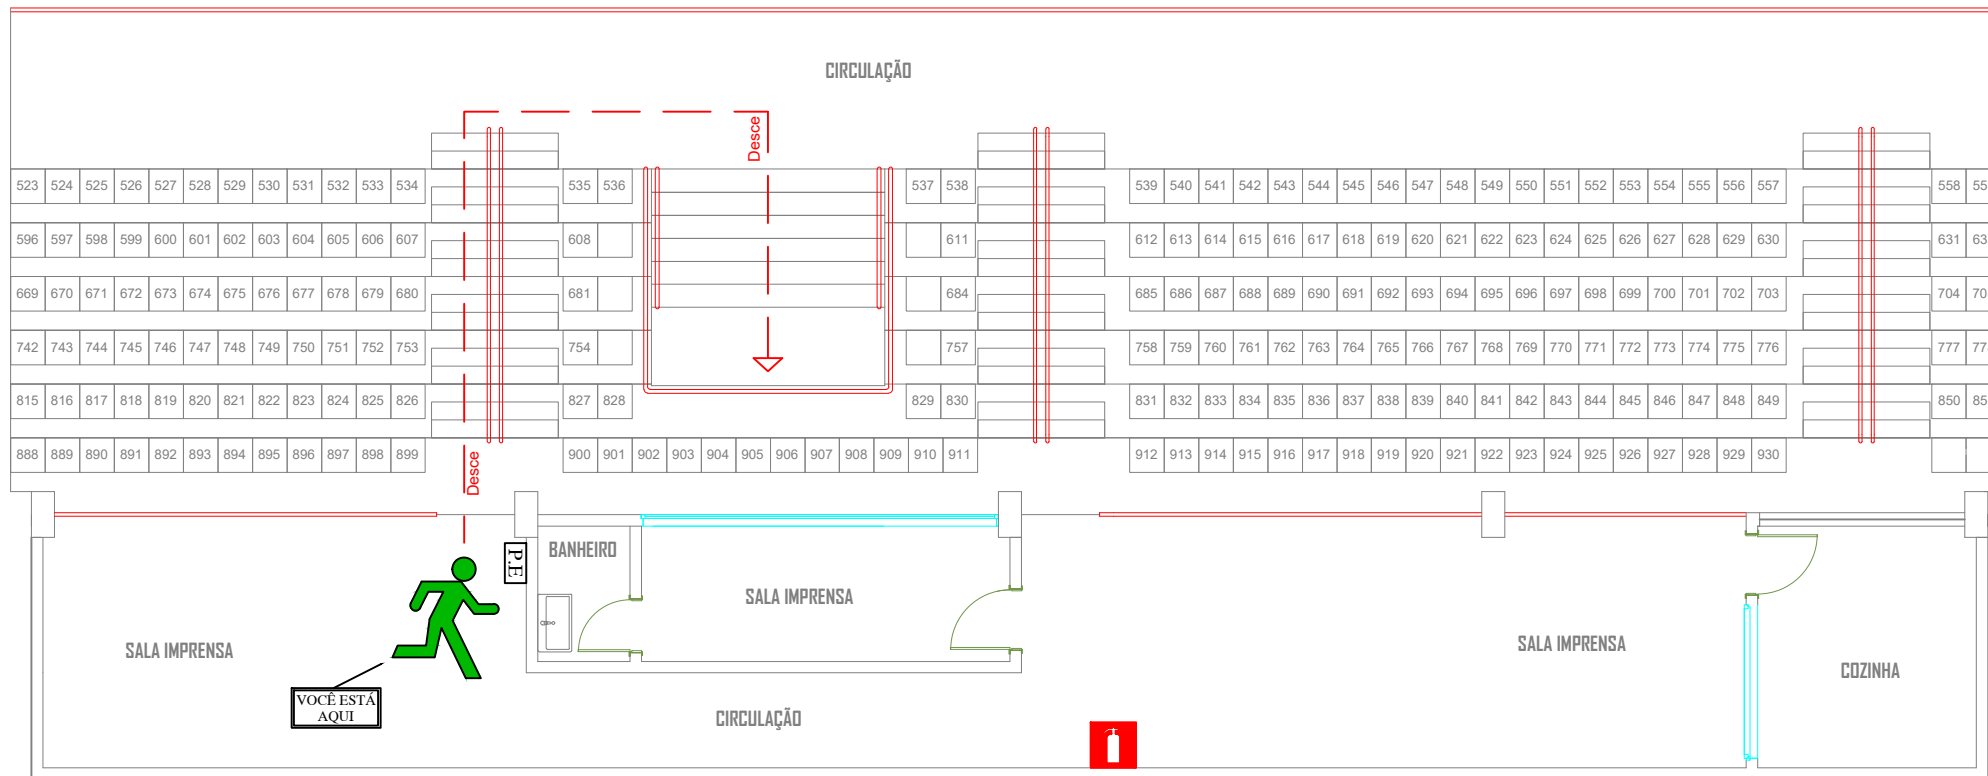 CIRCULAÇÃO
Desce
523 524 525 526 527 528 529 530 531 532 533 534 535 536 537 538 539 540 541 542 543 544 545 546 547 548 549 550 551 552 553 554 555 556 557 558
596 597 598 599 600 601 602 603 604 605 606 607 608 611 612 613 614 615 616 617 618 619 620 621 622 623 624 625 626 627 628 629 630 631
669 670 671 672 673 674 675 676 677 678 679 680 681 684 685 686 687 688 689 690 691 692 693 694 695 696 697 698 699 700 701 702 703 704
742 743 744 745 746 747 748 749 750 751 752 753 754 757 758 759 760 761 762 763 764 765 766 767 768 769 770 771 772 773 774 775 776 777
815 816 817 818 819 820 821 822 823 824 825 826 827 828 829 830 831 832 833 834 835 836 837 838 839 840 841 842 843 844 845 846 847 848 849 850
888 889 890 891 892 893 894 895 896 897 898 899 900 901 902 903 904 905 906 907 908 909 910 911 912 913 914 915 916 917 918 919 920 921 922 923 924 925 926 927 928 929 930
Desce
P.E
BANHEIRO
SALA IMPRENSA
SALA IMPRENSA
SALA IMPRENSA
COZINHA
VOCÊ ESTÁ
AQUI
CIRCULAÇÃO